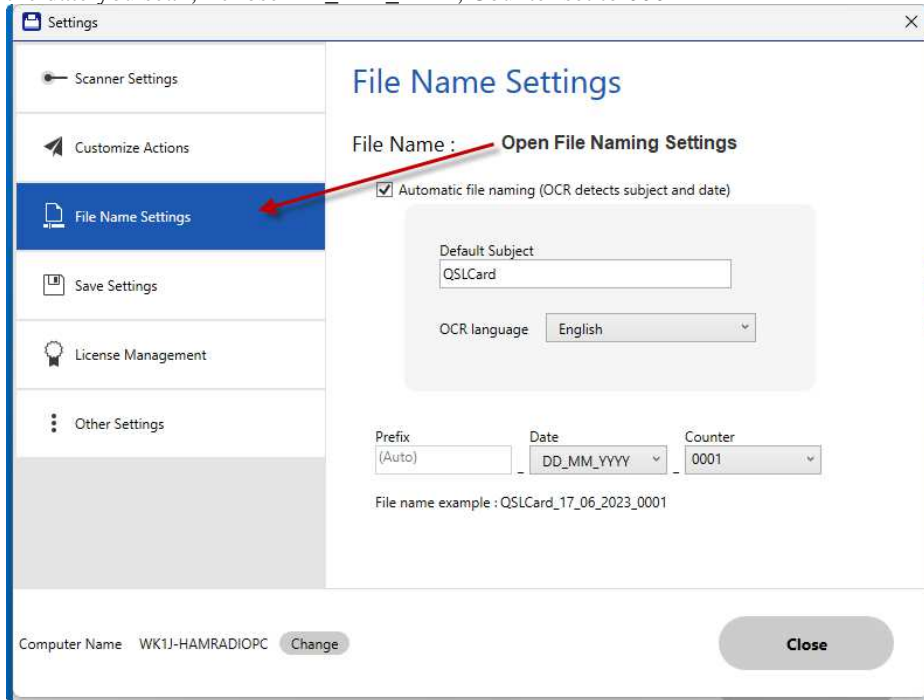 Settings
Scanner Settings
Customize Actions
File Name Settings
Save Settings
License Management
Other Settings
File Name Settings
File Name : Open File Naming Settings
Automatic file naming (OCR detects subject and date)
Default Subject
QSLCard
OCR language English
Prefix Date Counter
(Auto) _ DD_MM_YYYY _ 0001
File name example : QSLCard_17_06_2023_0001
Computer Name WK1J-HAMRADIOPC Change
Close